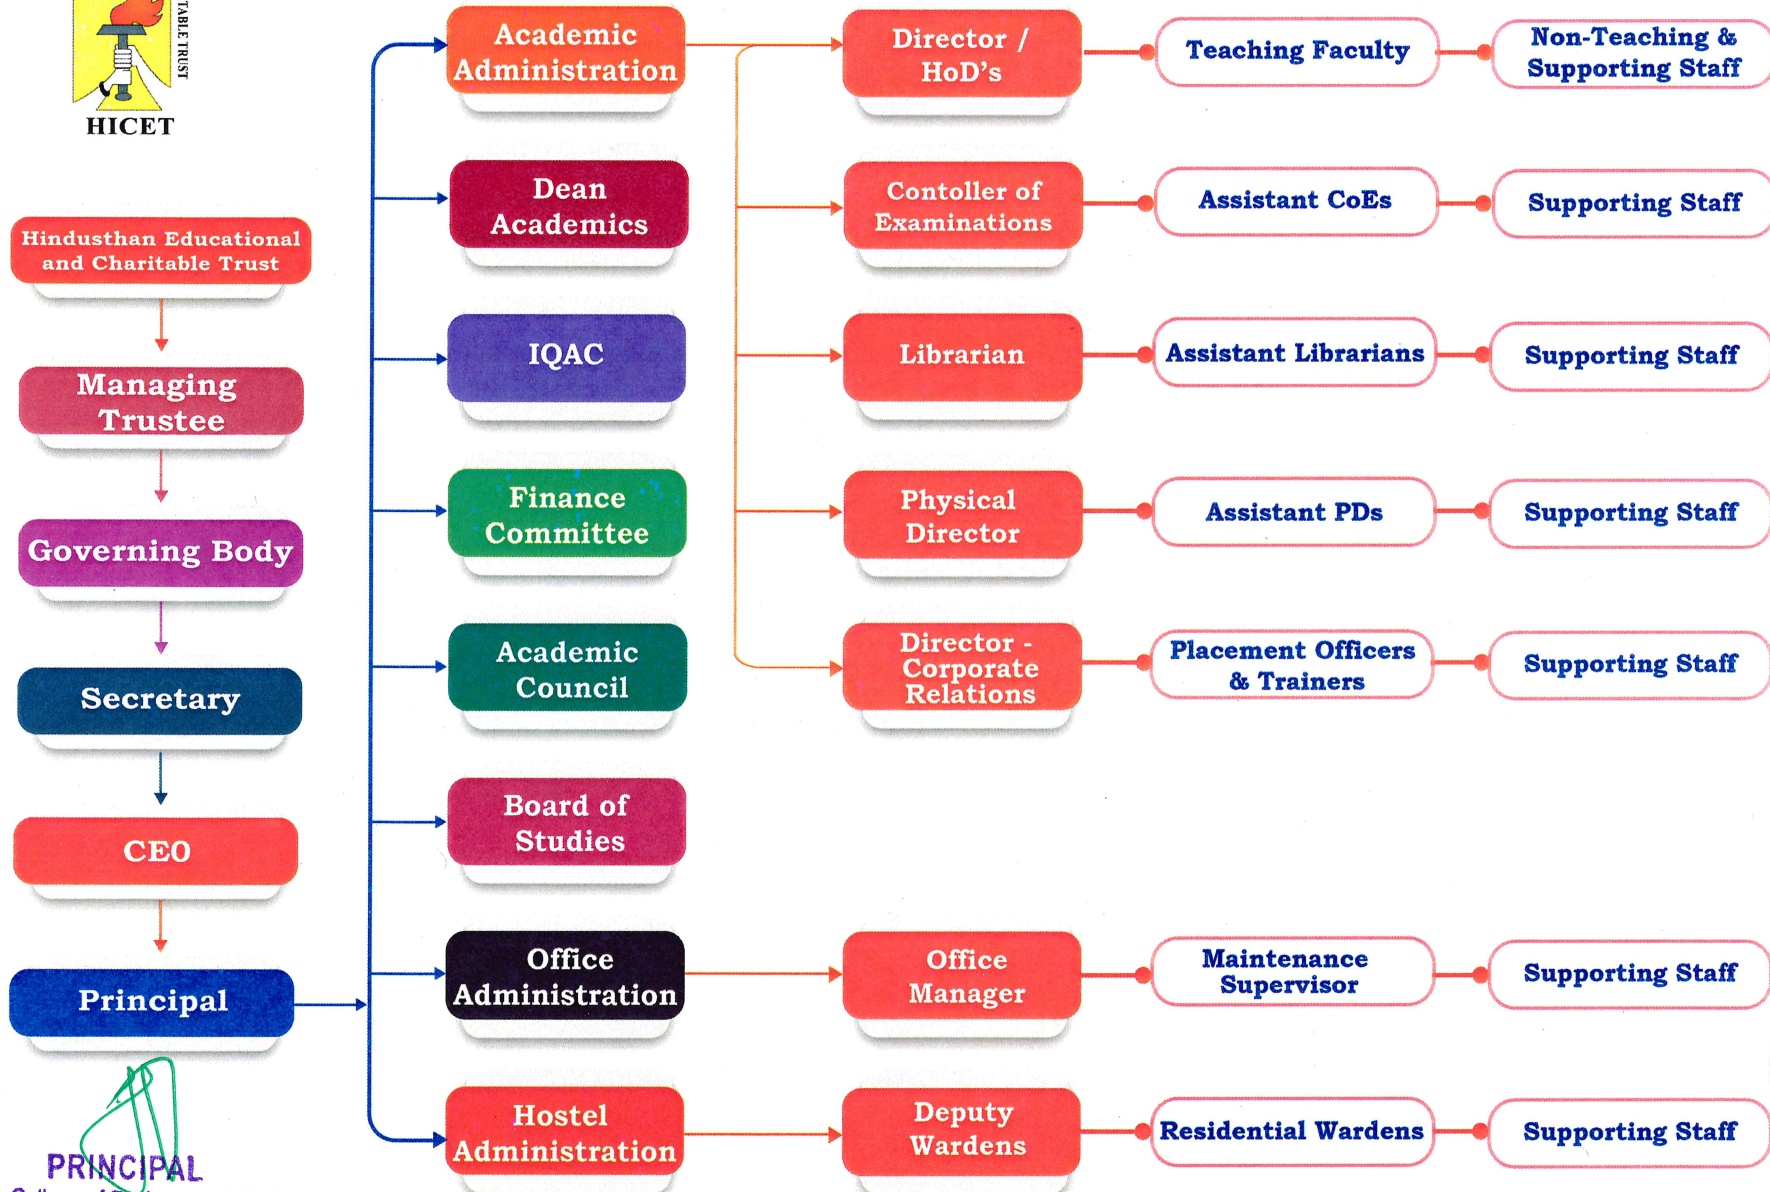 TABLE TRUST
HICET
Hindusthan Educational
and Charitable Trust
Managing
Trustee
Governing Body
Secretary
CEO
Principal
PRINCIPAL
Academic
Administration
Dean
Academics
IQAC
Finance
Committee
Academic
Council
Board of
Studies
Office
Administration
Hostel
Administration
Director /
HoD's
Teaching Faculty
Non-Teaching &
Supporting Staff
Contoller of
Examinations
Assistant CoEs
Supporting Staff
Librarian
Assistant Librarians
Supporting Staff
Physical
Director
Assistant PDs
Supporting Staff
Director -
Corporate
Relations
Placement Officers
& Trainers
Supporting Staff
Office
Manager
Maintenance
Supervisor
Supporting Staff
Deputy
Wardens
Residential Wardens
Supporting Staff